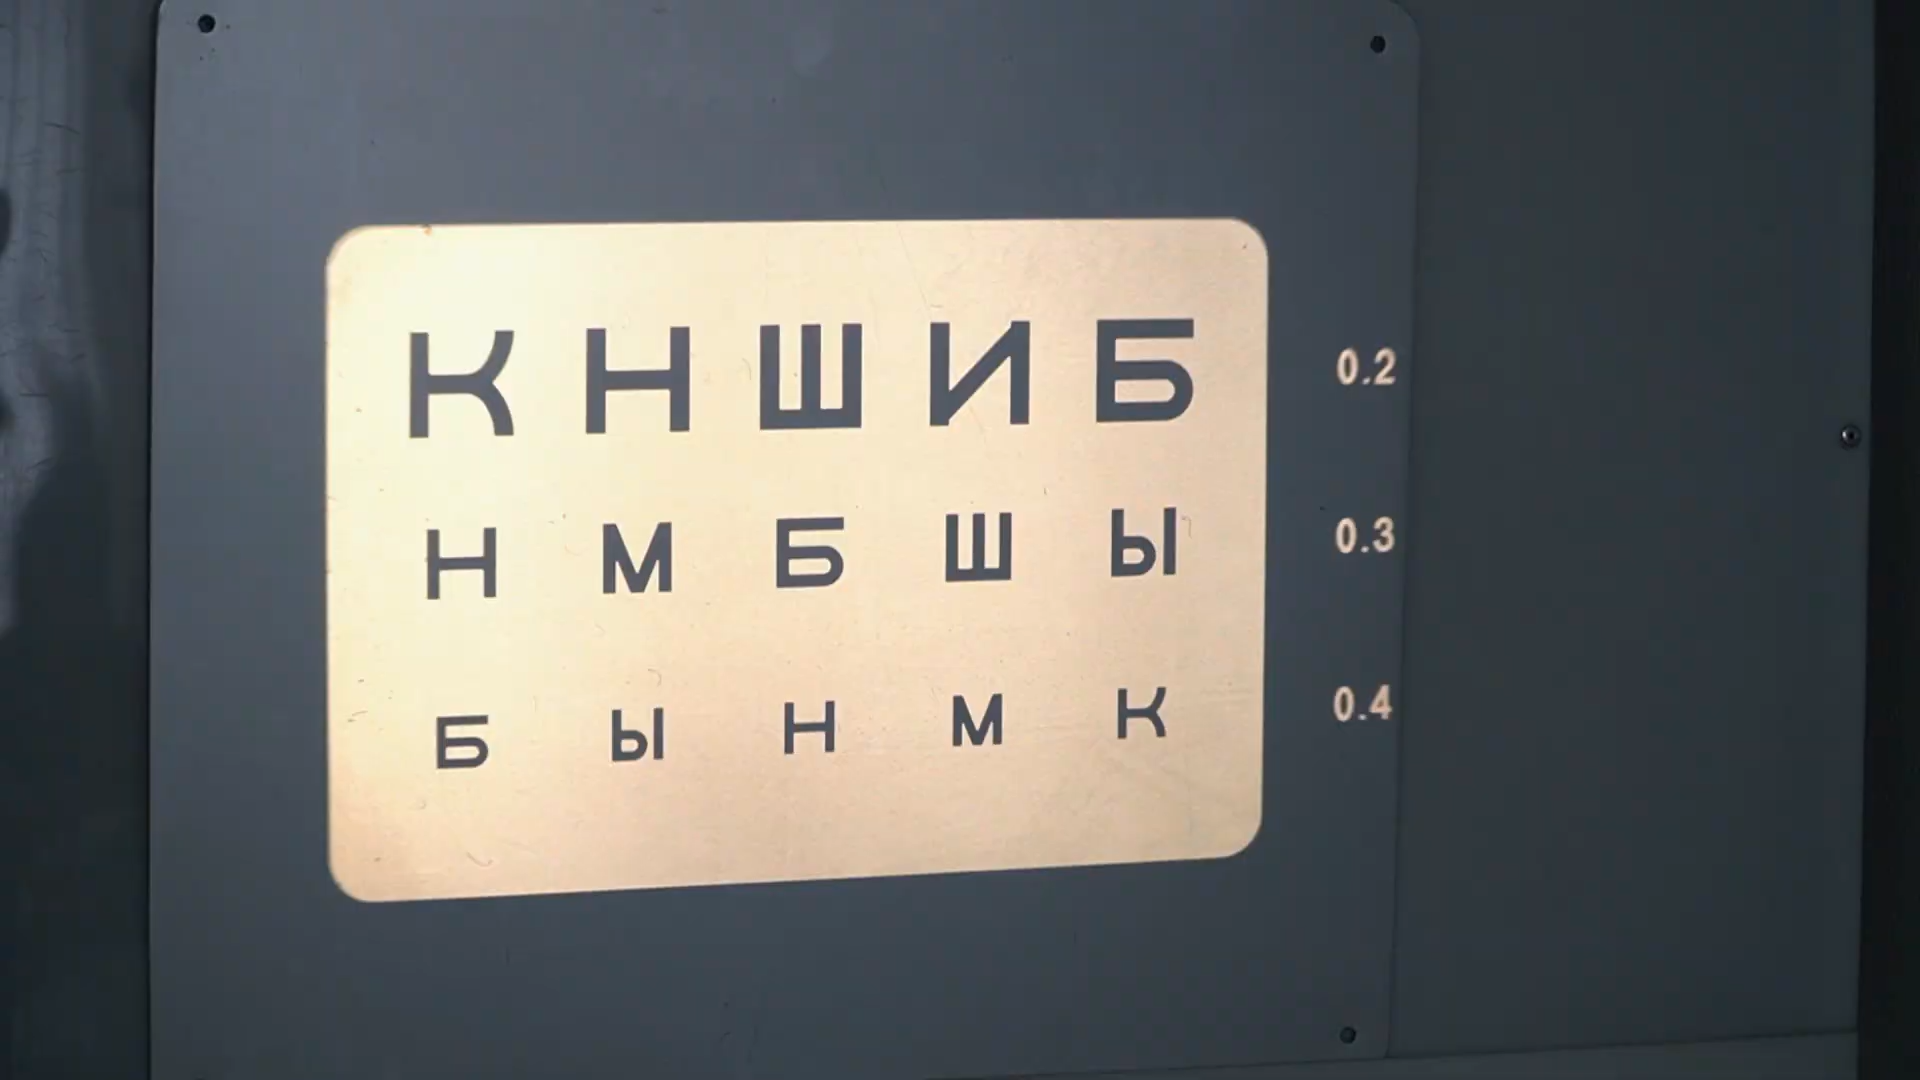 К Н Ш И Б 0.2
Н М Б Ш Ы 0.3
Б Ы Н М К 0.4